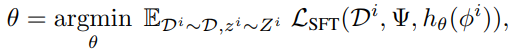 θ = argmin_θ 𝔼_{𝒟^i∼𝒟, z^i∼Z^i} ℒ_SFT(𝒟^i, Ψ, h_θ(ϕ^i)),